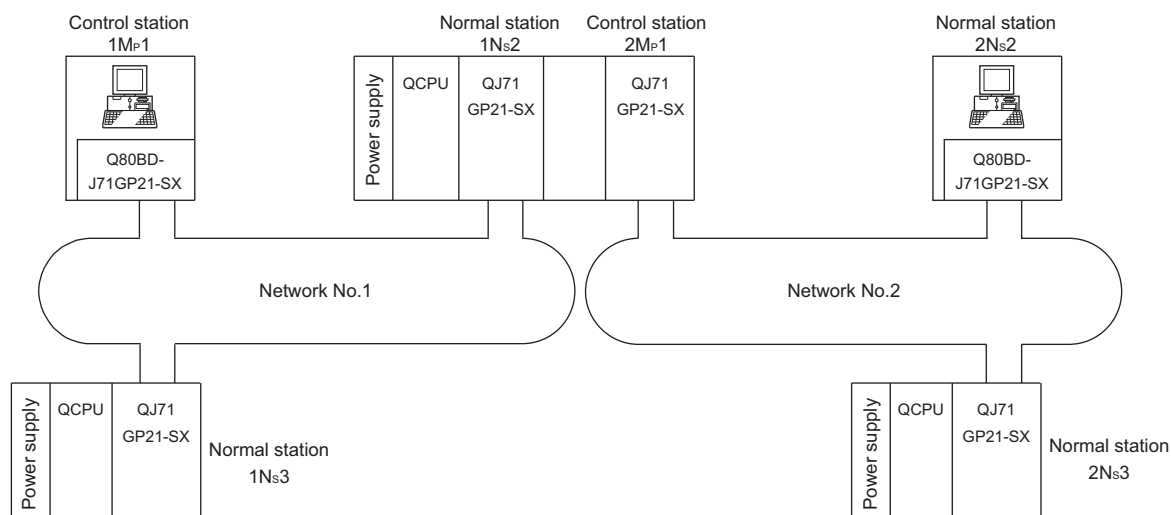 Control station
1MP1
Normal station
1NS2
Control station
2MP1
Normal station
2NS2
Power supply
QCPU
QJ71
GP21-SX
QJ71
GP21-SX
Q80BD-
J71GP21-SX
Q80BD-
J71GP21-SX
Network No.1
Network No.2
Power supply
QCPU
QJ71
GP21-SX
Normal station
1NS3
Power supply
QCPU
QJ71
GP21-SX
Normal station
2NS3